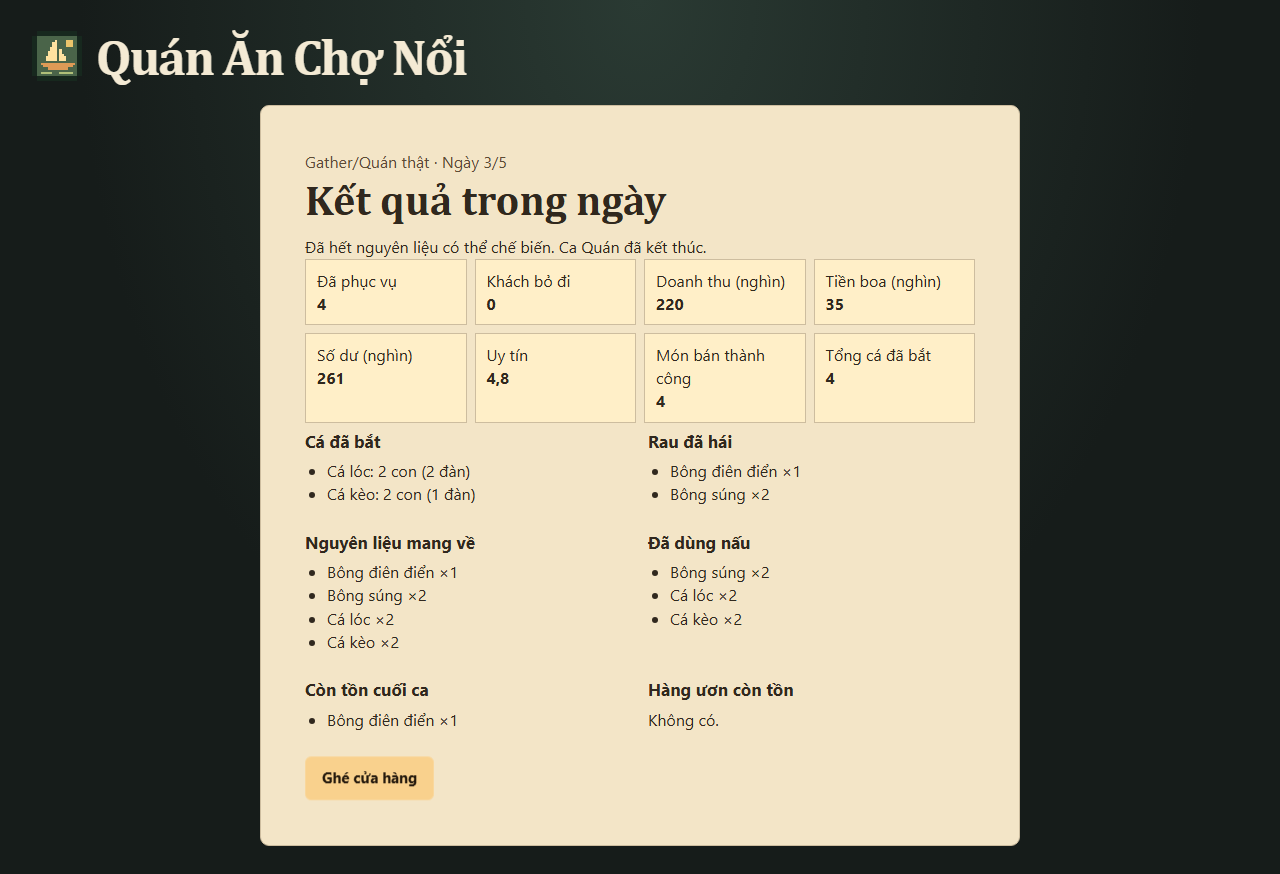 Quán Ăn Chợ Nổi
Gather/Quán thật · Ngày 3/5
Kết quả trong ngày
Đã hết nguyên liệu có thể chế biến. Ca Quán đã kết thúc.
Đã phục vụ
4
Khách bỏ đi
0
Doanh thu (nghìn)
220
Tiền boa (nghìn)
35
Số dư (nghìn)
261
Uy tín
4,8
Món bán thành
công
4
Tổng cá đã bắt
4
Cá đã bắt
• Cá lóc: 2 con (2 đàn)
• Cá kèo: 2 con (1 đàn)
Rau đã hái
• Bông điên điển ×1
• Bông súng ×2
Nguyên liệu mang về
• Bông điên điển ×1
• Bông súng ×2
• Cá lóc ×2
• Cá kèo ×2
Đã dùng nấu
• Bông súng ×2
• Cá lóc ×2
• Cá kèo ×2
Còn tồn cuối ca
• Bông điên điển ×1
Hàng ươn còn tồn
Không có.
Ghé cửa hàng